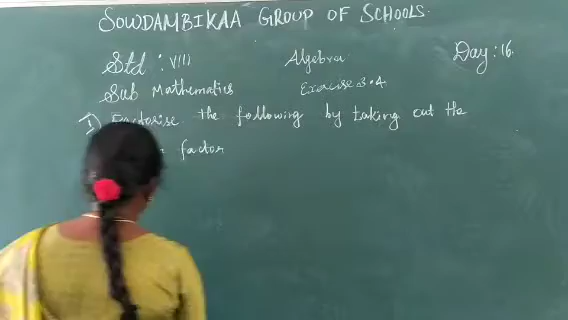 SOWDAMBIKAA GROUP OF SCHOOLS.
Std : VIII Algebra Day : 16.
Sub Mathematics Exercise 3.4
I) Factorise the following by taking out the
factor